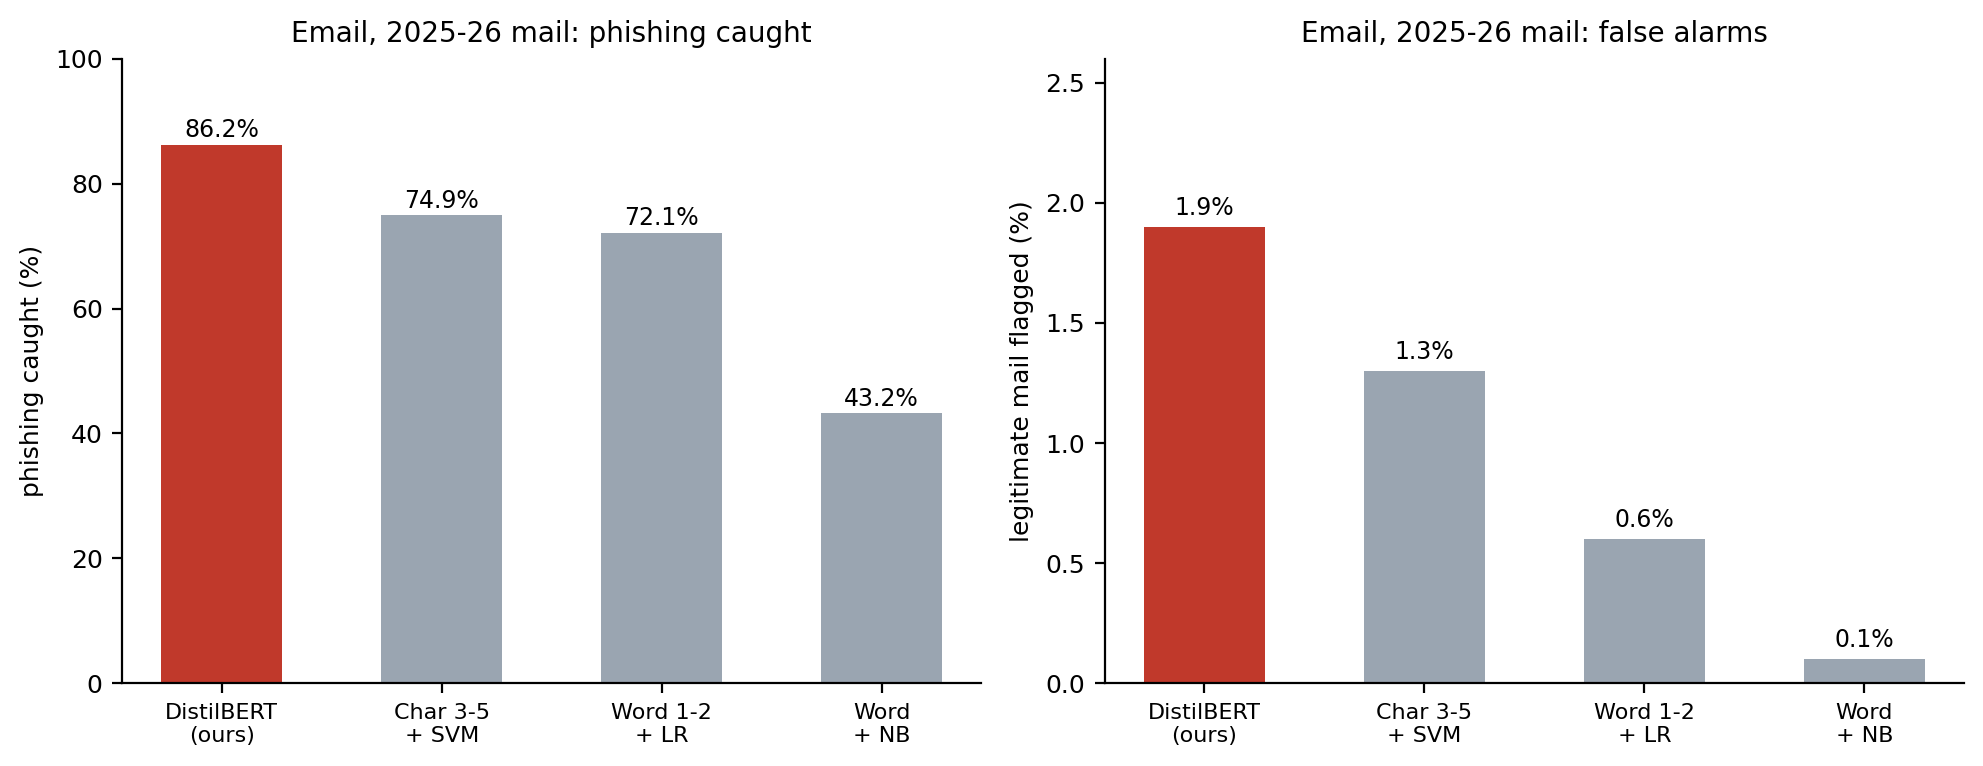 Email, 2025-26 mail: phishing caught
phishing caught (%)
100
80
60
40
20
0
86.2%
74.9%
72.1%
43.2%
DistilBERT
(ours)
Char 3-5
+ SVM
Word 1-2
+ LR
Word
+ NB
Email, 2025-26 mail: false alarms
legitimate mail flagged (%)
2.5
2.0
1.5
1.0
0.5
0.0
1.9%
1.3%
0.6%
0.1%
DistilBERT
(ours)
Char 3-5
+ SVM
Word 1-2
+ LR
Word
+ NB